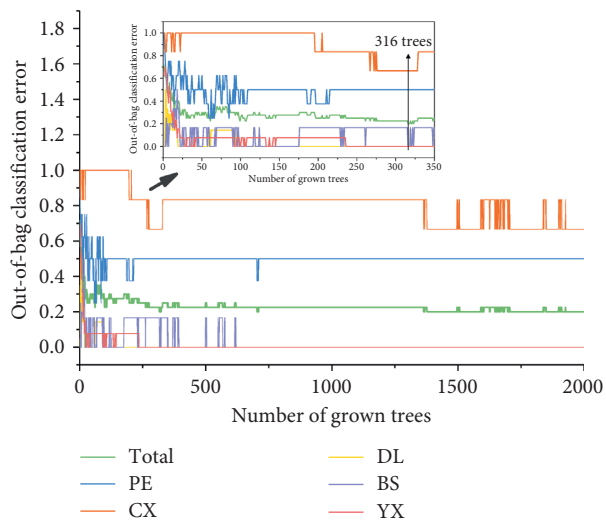 Out-of-bag classification error
1.8
1.6
1.4
1.2
1.0
0.8
0.6
0.4
0.2
0.0
0
500
1000
1500
2000
Number of grown trees
Out-of-bag classification error
1.0
0.8
0.6
0.4
0.2
0.0
0
50
100
150
200
250
300
350
Number of grown trees
316 trees
Total
PE
CX
DL
BS
YX